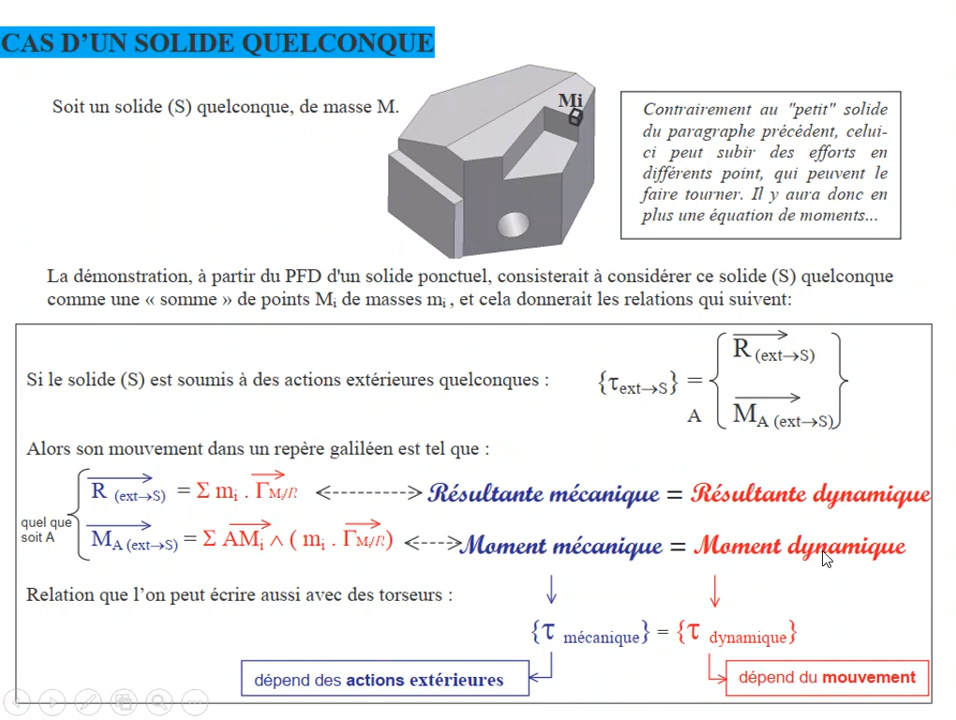 CAS D'UN SOLIDE QUELCONQUE
Soit un solide (S) quelconque, de masse M.
Mi
Contrairement au "petit" solide
du paragraphe précédent, celui-
ci peut subir des efforts en
différents point, qui peuvent le
faire tourner. Il y aura donc en
plus une équation de moments...
La démonstration, à partir du PFD d'un solide ponctuel, consisterait à considérer ce solide (S) quelconque
comme une « somme » de points Mi de masses mi , et cela donnerait les relations qui suivent:
Si le solide (S) est soumis à des actions extérieures quelconques :
{τext→S} =
A
R (ext→S)
MA (ext→S)
Alors son mouvement dans un repère galiléen est tel que :
quel que
soit A
R (ext→S) = Σ mi . ΓM/R
Résultante mécanique = Résultante dynamique
MA (ext→S) = Σ AMi ∧ ( mi . ΓM/R)
Moment mécanique = Moment dynamique
Relation que l'on peut écrire aussi avec des torseurs :
{τ mécanique} = {τ dynamique}
dépend des actions extérieures
dépend du mouvement